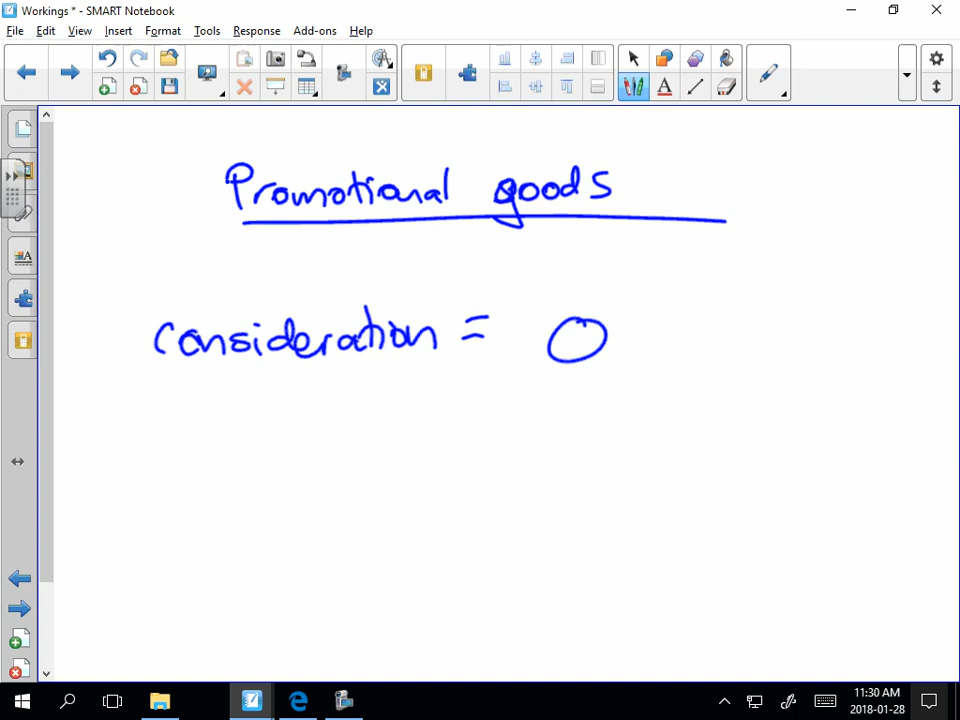 Workings * - SMART Notebook
File Edit View Insert Format Tools Response Add-ons Help
Promotional goods
consideration = 0
11:30 AM
2018-01-28